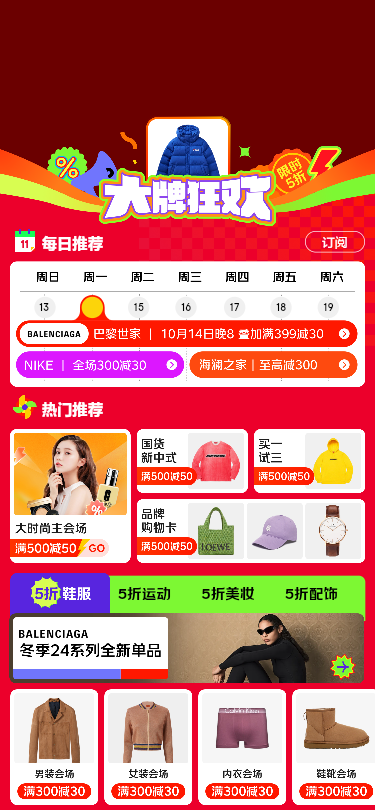 %
大牌狂欢
限时
5折
11
每日推荐
订阅
周日 周一 周二 周三 周四 周五 周六
13 15 16 17 18 19
BALENCIAGA 巴黎世家 | 10月14日晚8 叠加满399减30
NIKE | 全场300减30
海澜之家 | 至高减300
热门推荐
%
大时尚主会场
满500减50 GO
国货
新中式
满500减50
买一
试三
满500减50
品牌
购物卡
满500减50
LOEWE
5折鞋服 5折运动 5折美妆 5折配饰
BALENCIAGA
冬季24系列全新单品
男装会场
满300减30
女装会场
满300减30
Calvin Klein
内衣会场
满300减30
鞋靴会场
满300减30